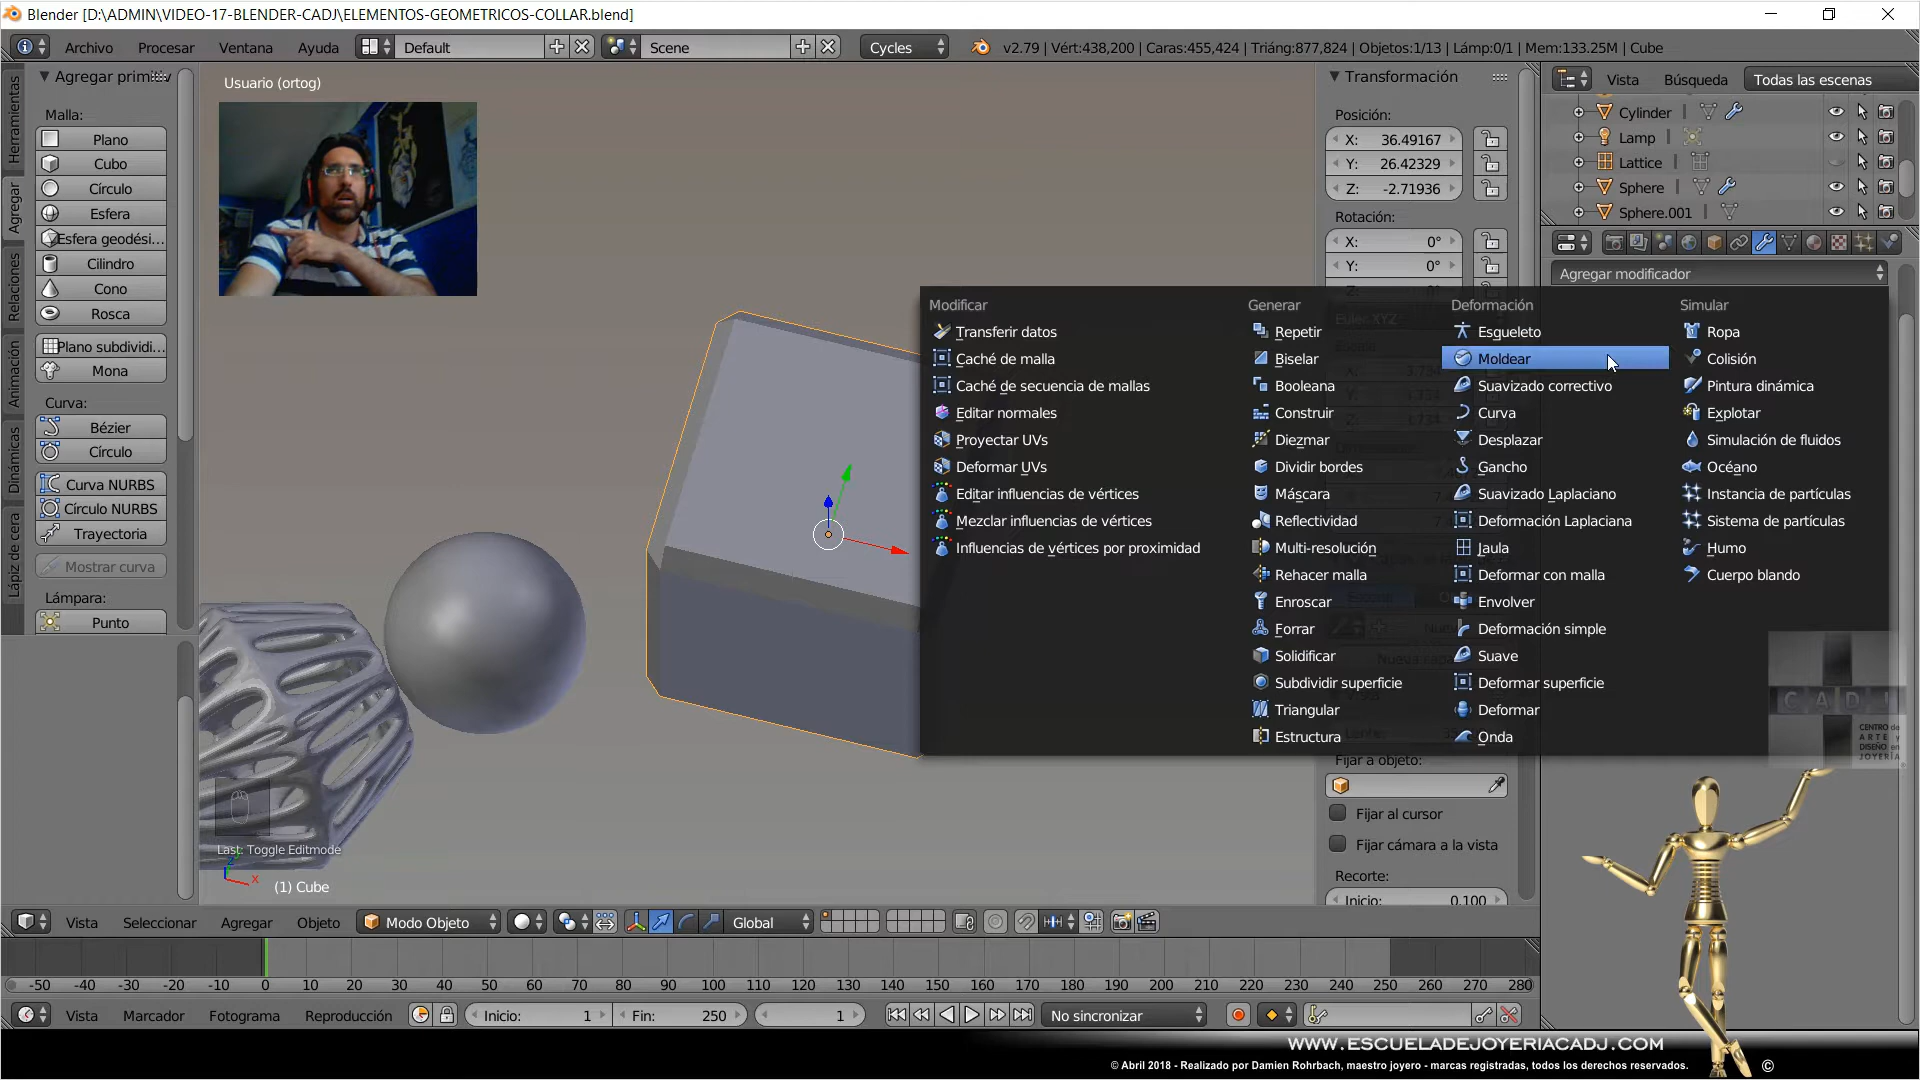 Blender [D:\ADMIN\VIDEO-17-BLENDER-CADJ\ELEMENTOS-GEOMETRICOS-COLLAR.blend]
Archivo Procesar Ventana Ayuda Default Scene Cycles v2.79 | Vért:438,200 | Caras:455,424 | Triáng:877,824 | Objetos:1/13 | Lámp:0/1 | Mem:133.25M | Cube
Agregar primitiv
Malla:
Plano
Cubo
Círculo
Esfera
Esfera geodési...
Cilindro
Cono
Rosca
Plano subdividi...
Mona
Curva:
Bézier
Círculo
Curva NURBS
Círculo NURBS
Trayectoria
Mostrar curva
Lámpara:
Punto
Herramientas
Agregar
Relaciones
Animación
Dinámicas
Lápiz de cera
Usuario (ortog)
Last: Toggle Editmode
(1) Cube
Transformación
Posición:
X: 36.49167
Y: 26.42329
Z: -2.71936
Rotación:
X: 0°
Y: 0°
Vista Búsqueda Todas las escenas
Cylinder
Lamp
Lattice
Sphere
Sphere.001
Agregar modificador
Modificar
Transferir datos
Caché de malla
Caché de secuencia de mallas
Editar normales
Proyectar UVs
Deformar UVs
Editar influencias de vértices
Mezclar influencias de vértices
Influencias de vértices por proximidad
Generar
Repetir
Biselar
Booleana
Construir
Diezmar
Dividir bordes
Máscara
Reflectividad
Multi-resolución
Rehacer malla
Enroscar
Forrar
Solidificar
Subdividir superficie
Triangular
Estructura
Deformación
Esqueleto
Moldear
Suavizado correctivo
Curva
Desplazar
Gancho
Suavizado Laplaciano
Deformación Laplaciana
Jaula
Deformar con malla
Envolver
Deformación simple
Suave
Deformar superficie
Deformar
Onda
Simular
Ropa
Colisión
Pintura dinámica
Explotar
Simulación de fluidos
Océano
Instancia de partículas
Sistema de partículas
Humo
Cuerpo blando
CADJ
CENTRO de
ARTE y
DISEÑO en
JOYERÍA
Fijar a objeto:
Fijar al cursor
Fijar cámara a la vista
Recorte:
Inicio: 0.100
Vista Seleccionar Agregar Objeto Modo Objeto Global
-50 -40 -30 -20 -10 0 10 20 30 40 50 60 70 80 90 100 110 120 130 140 150 160 170 180 190 200 210 220 230 240 250 260 270 280
Vista Marcador Fotograma Reproducción Inicio: 1 Fin: 250 1 No sincronizar
WWW.ESCUELADEJOYERIACADJ.COM
© Abril 2018 - Realizado por Damien Rohrbach, maestro joyero - marcas registradas, todos los derechos reservados. ©